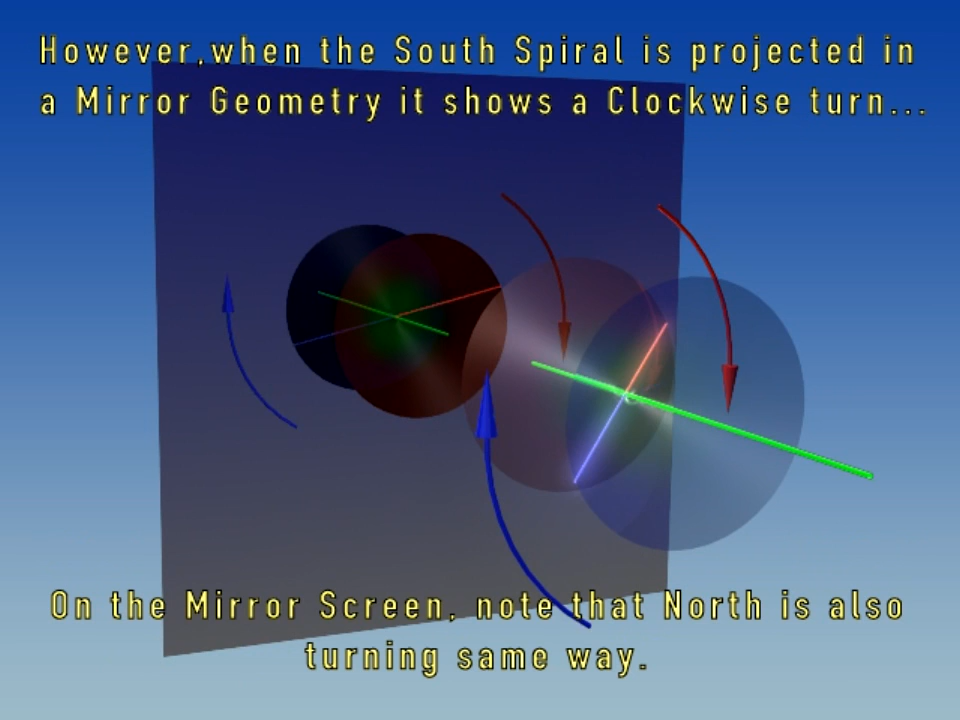 However,when the South Spiral is projected in
a Mirror Geometry it shows a Clockwise turn...
On the Mirror Screen, note that North is also
turning same way.